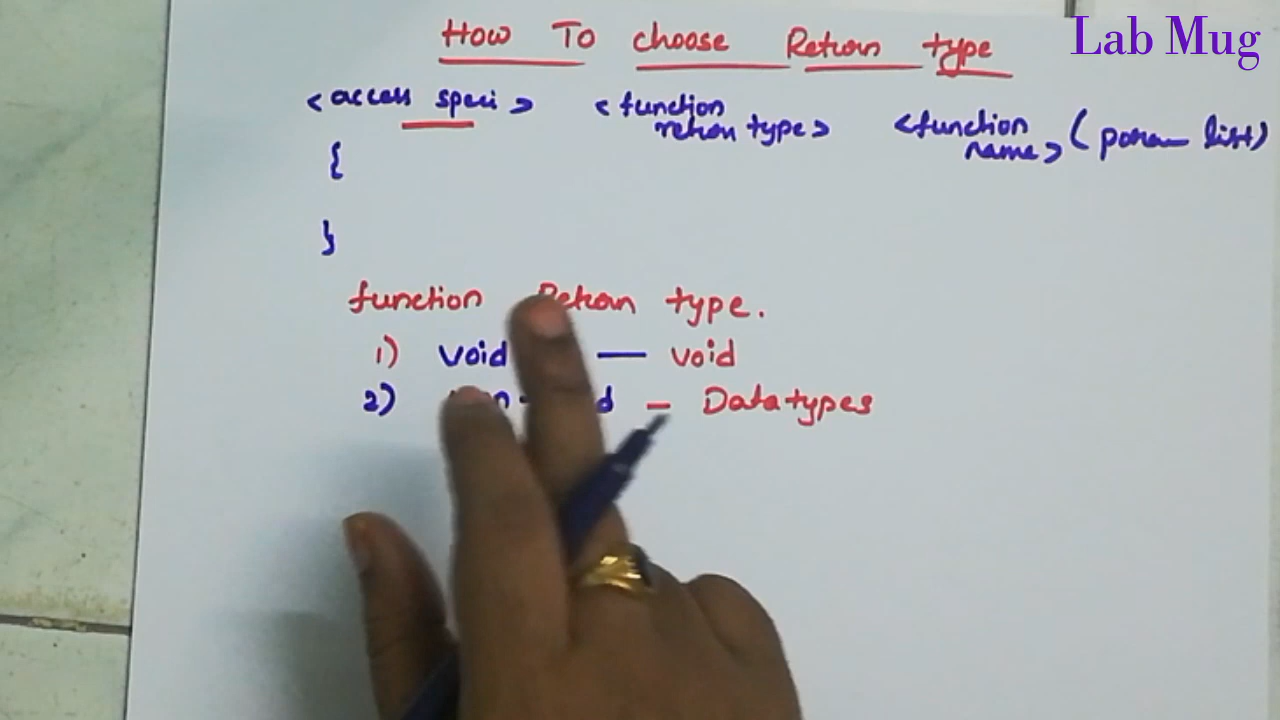 How To choose Return type
Lab Mug
<access speci> <function return type> <function name> (param list)
{
}
function Return type.
1) void — void
2) - Datatypes